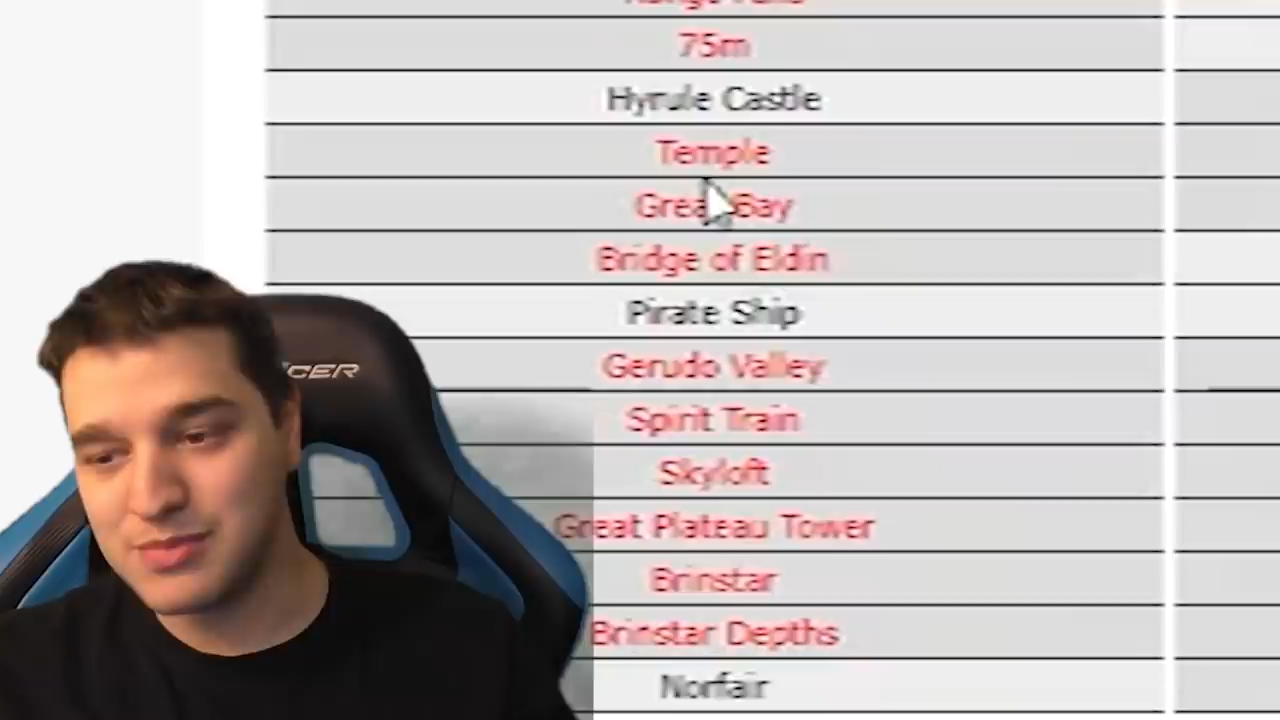 75m
Hyrule Castle
Temple
Great Bay
Bridge of Eldin
Pirate Ship
Gerudo Valley
Spirit Train
Skyloft
Great Plateau Tower
Brinstar
Brinstar Depths
Norfair